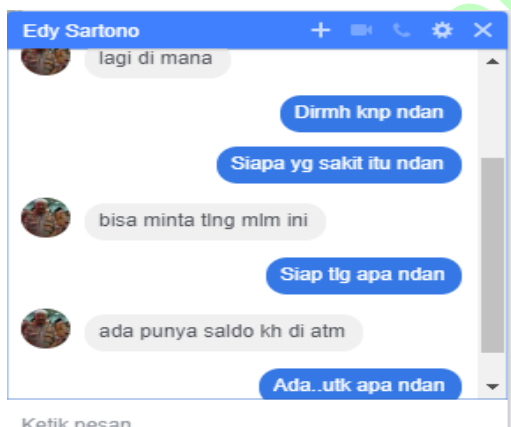 Edy Sartono
lagi di mana
Dirmh knp ndan
Siapa yg sakit itu ndan
bisa minta tlng mlm ini
Siap tlg apa ndan
ada punya saldo kh di atm
Ada..utk apa ndan
Ketik pesan